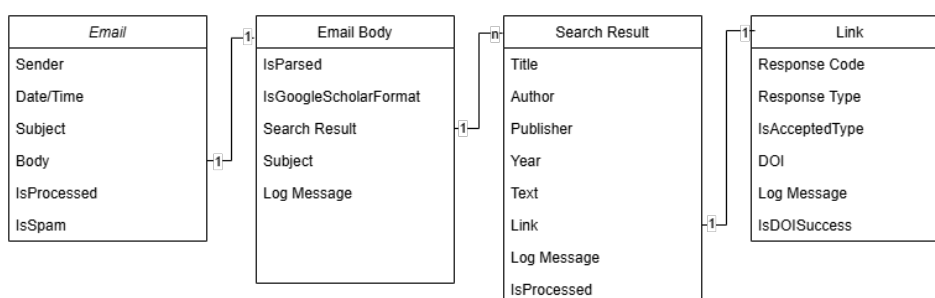 Email
Sender
Date/Time
Subject
Body
IsProcessed
IsSpam
1
1
Email Body
IsParsed
IsGoogleScholarFormat
Search Result
Subject
Log Message
1
n
Search Result
Title
Author
Publisher
Year
Text
Link
Log Message
IsProcessed
1
1
Link
Response Code
Response Type
IsAcceptedType
DOI
Log Message
IsDOISuccess